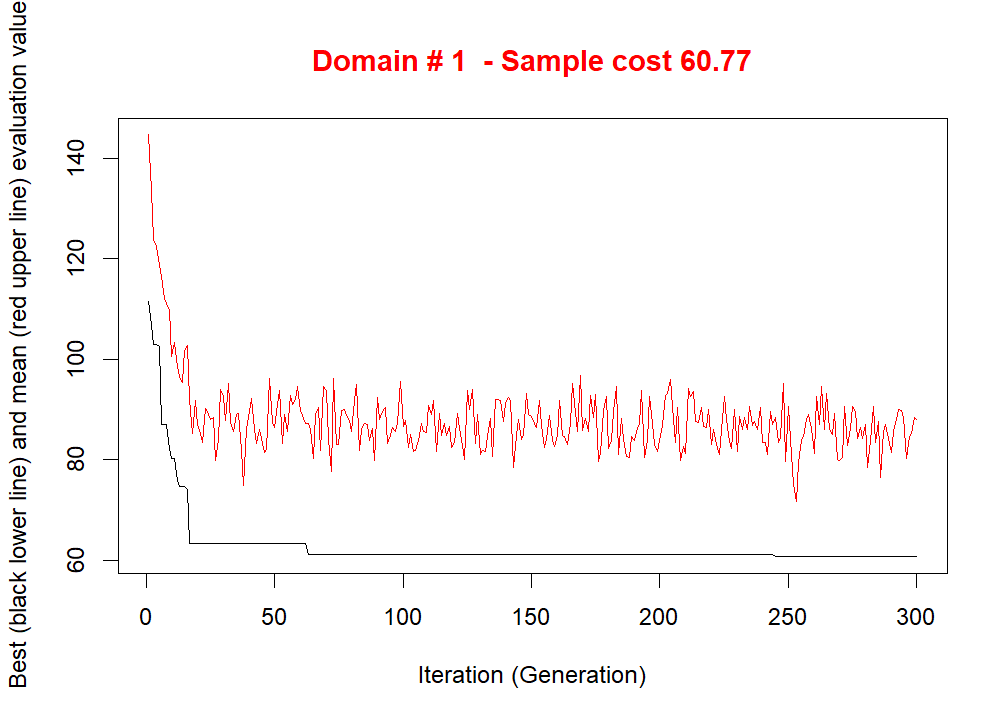 Domain # 1  - Sample cost 60.77
Best (black lower line) and mean (red upper line) evaluation value
140
120
100
80
60
0 50 100 150 200 250 300
Iteration (Generation)